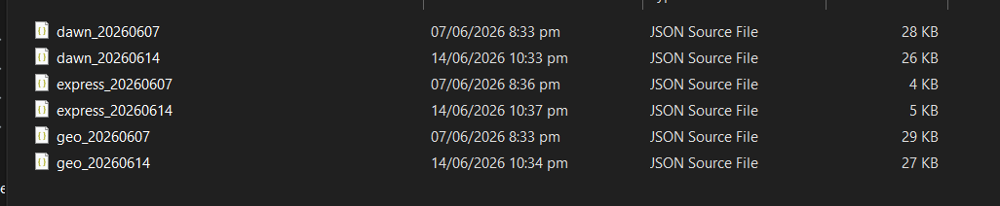 dawn_20260607 07/06/2026 8:33 pm JSON Source File 28 KB
dawn_20260614 14/06/2026 10:33 pm JSON Source File 26 KB
express_20260607 07/06/2026 8:36 pm JSON Source File 4 KB
express_20260614 14/06/2026 10:37 pm JSON Source File 5 KB
geo_20260607 07/06/2026 8:33 pm JSON Source File 29 KB
geo_20260614 14/06/2026 10:34 pm JSON Source File 27 KB